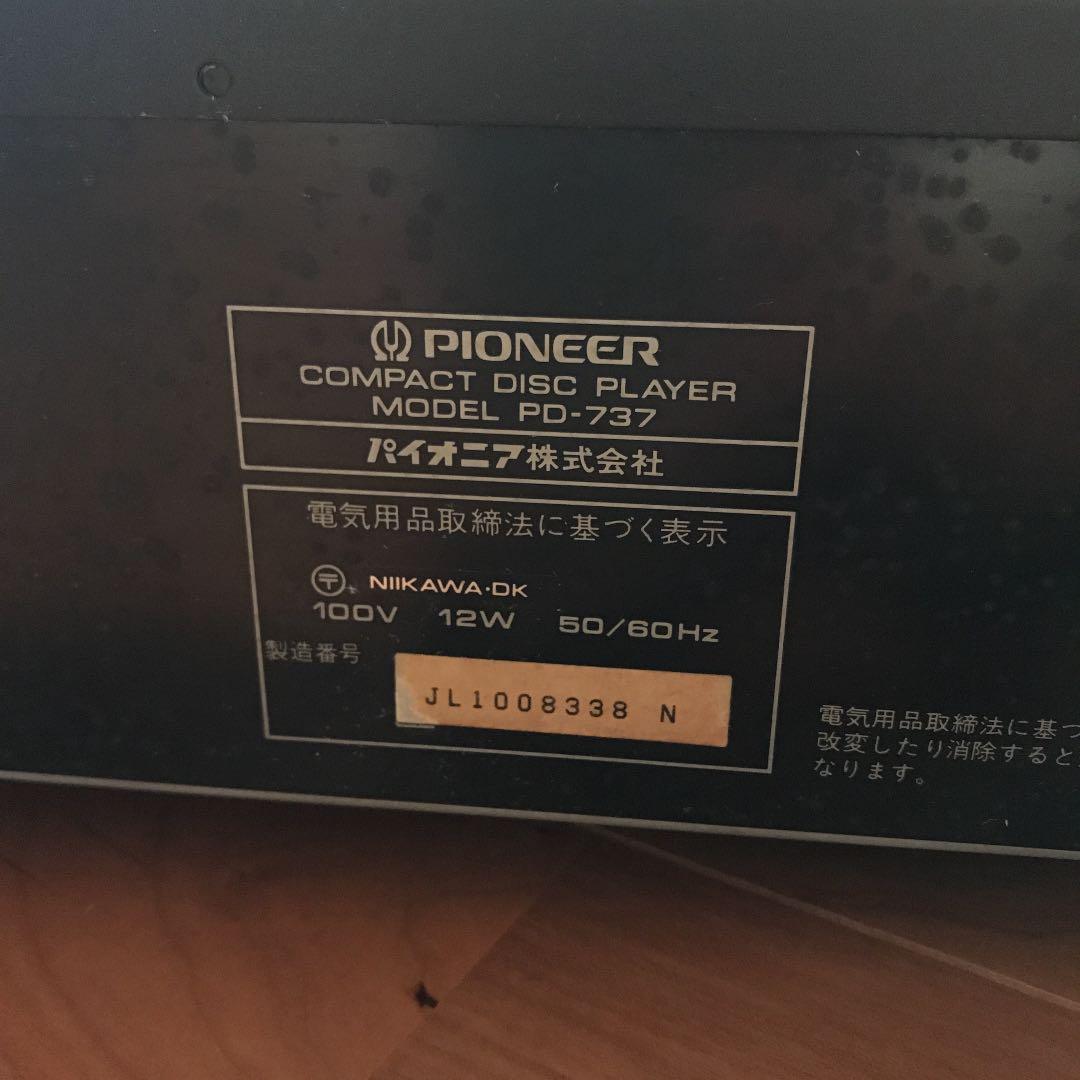 PIONEER
COMPACT DISC PLAYER
MODEL PD-737
パイオニア株式会社
電気用品取締法に基づく表示
〒 NIIKAWA·DK
100V 12W 50/60Hz
製造番号
JL1008338 N
電気用品取締法に基づ
改変したり消除すると
なります。